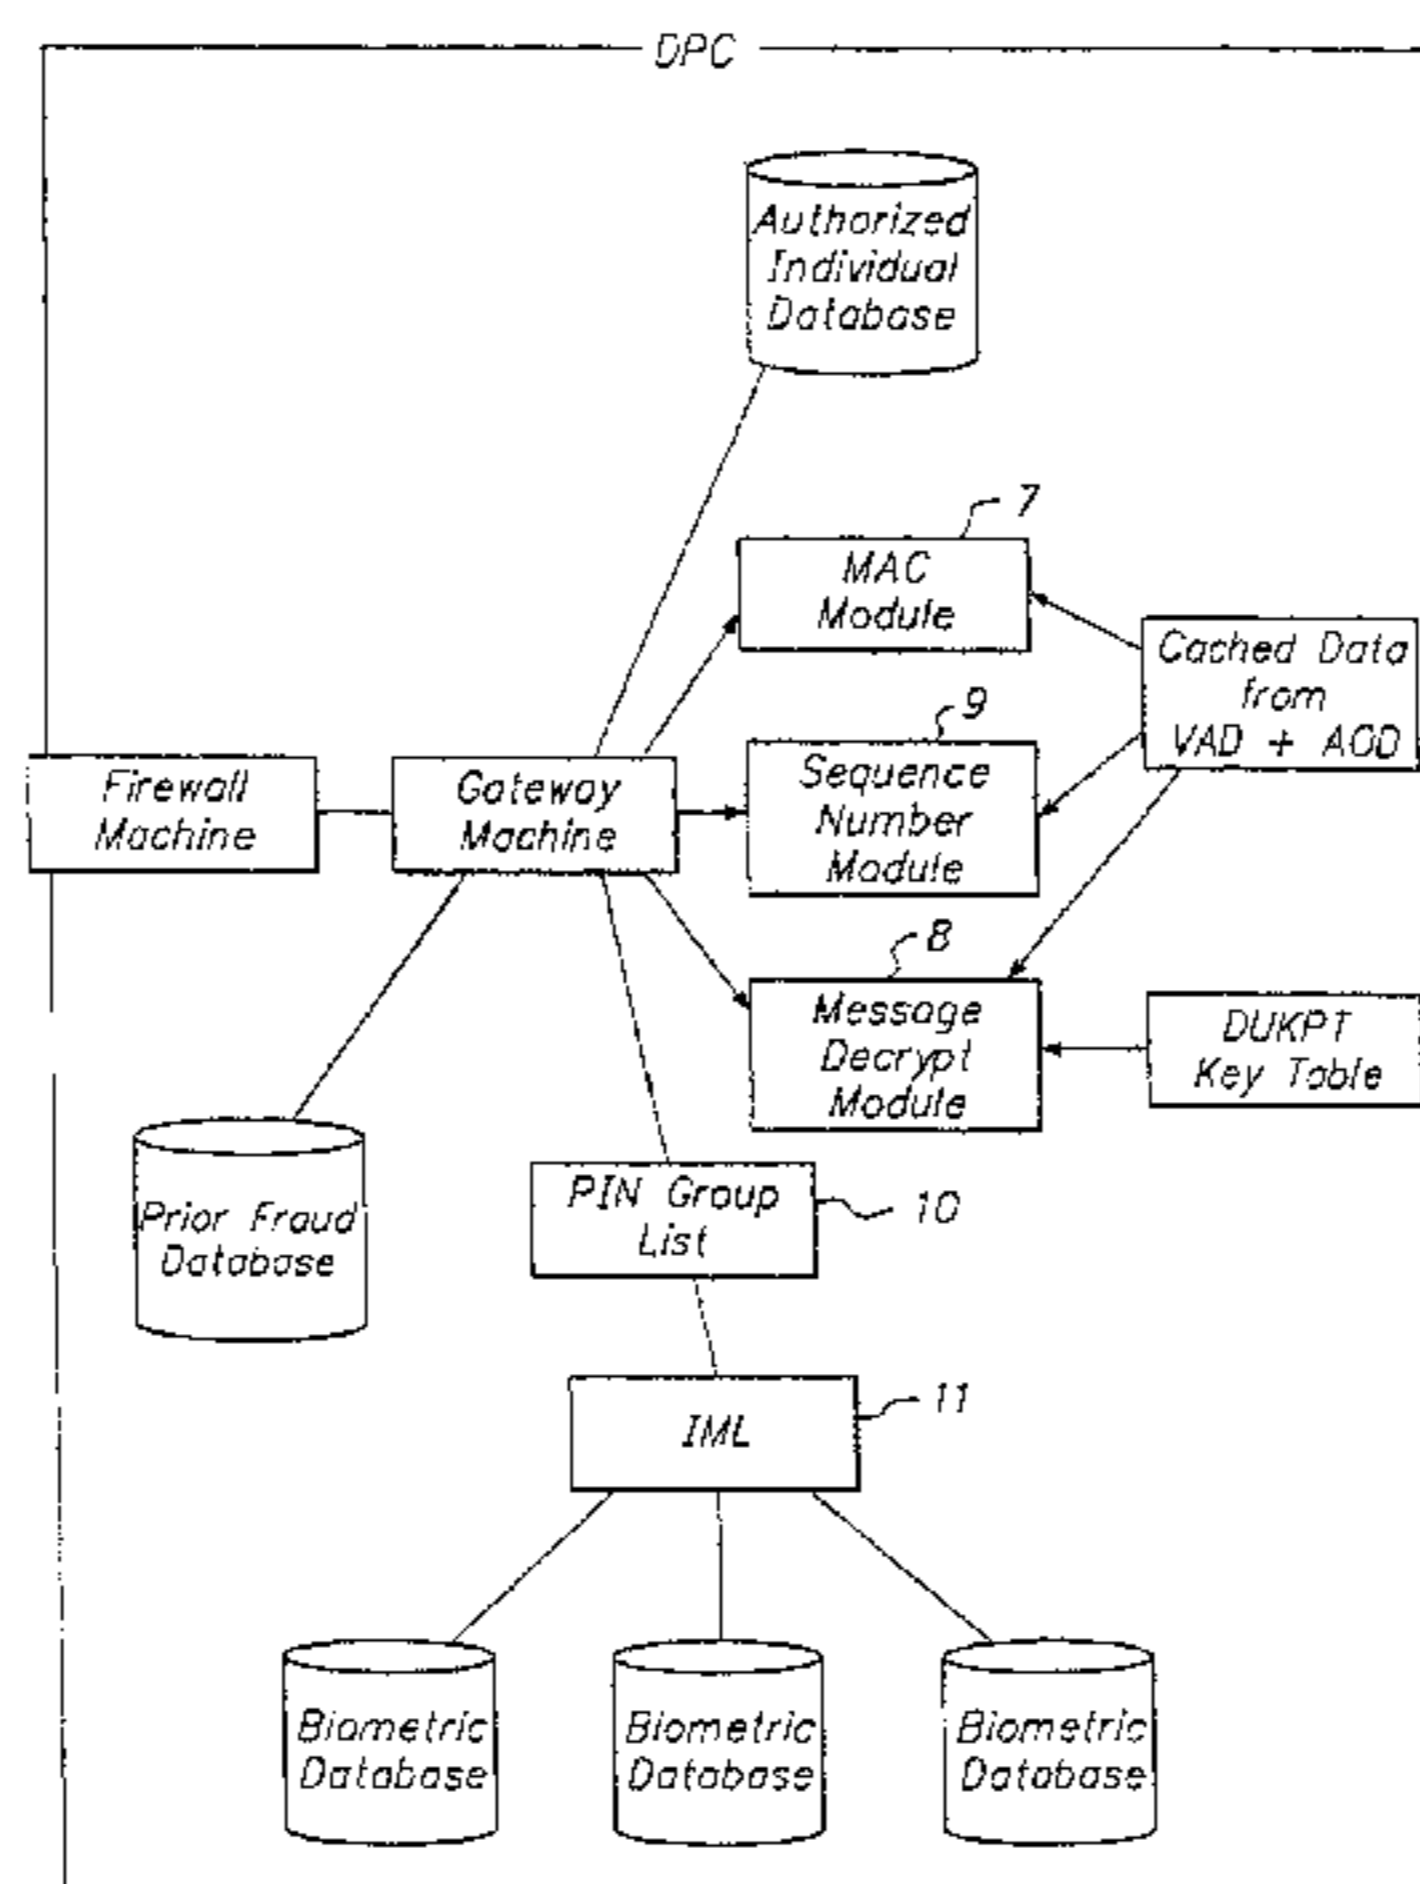 DPC
Authorized
Individual
Database
7
MAC
Module
Cached Data
from
VAD + AOD
9
Sequence
Number
Module
Firewall
Machine
Gateway
Machine
8
Message
Decrypt
Module
DUKPT
Key Table
PIN Group
List
10
Prior Fraud
Database
11
IML
Biometric
Database
Biometric
Database
Biometric
Database